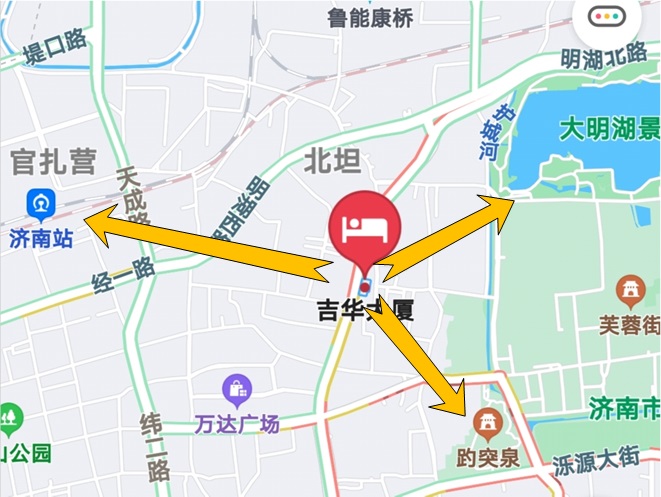 鲁能康桥
堤口路
明湖北路
护城河
大明湖景
官扎营
北坦
天成路
明湖西路
济南站
经一路
吉华大厦
芙蓉街
万达广场
济南市
纬二路
山公园
趵突泉
泺源大街